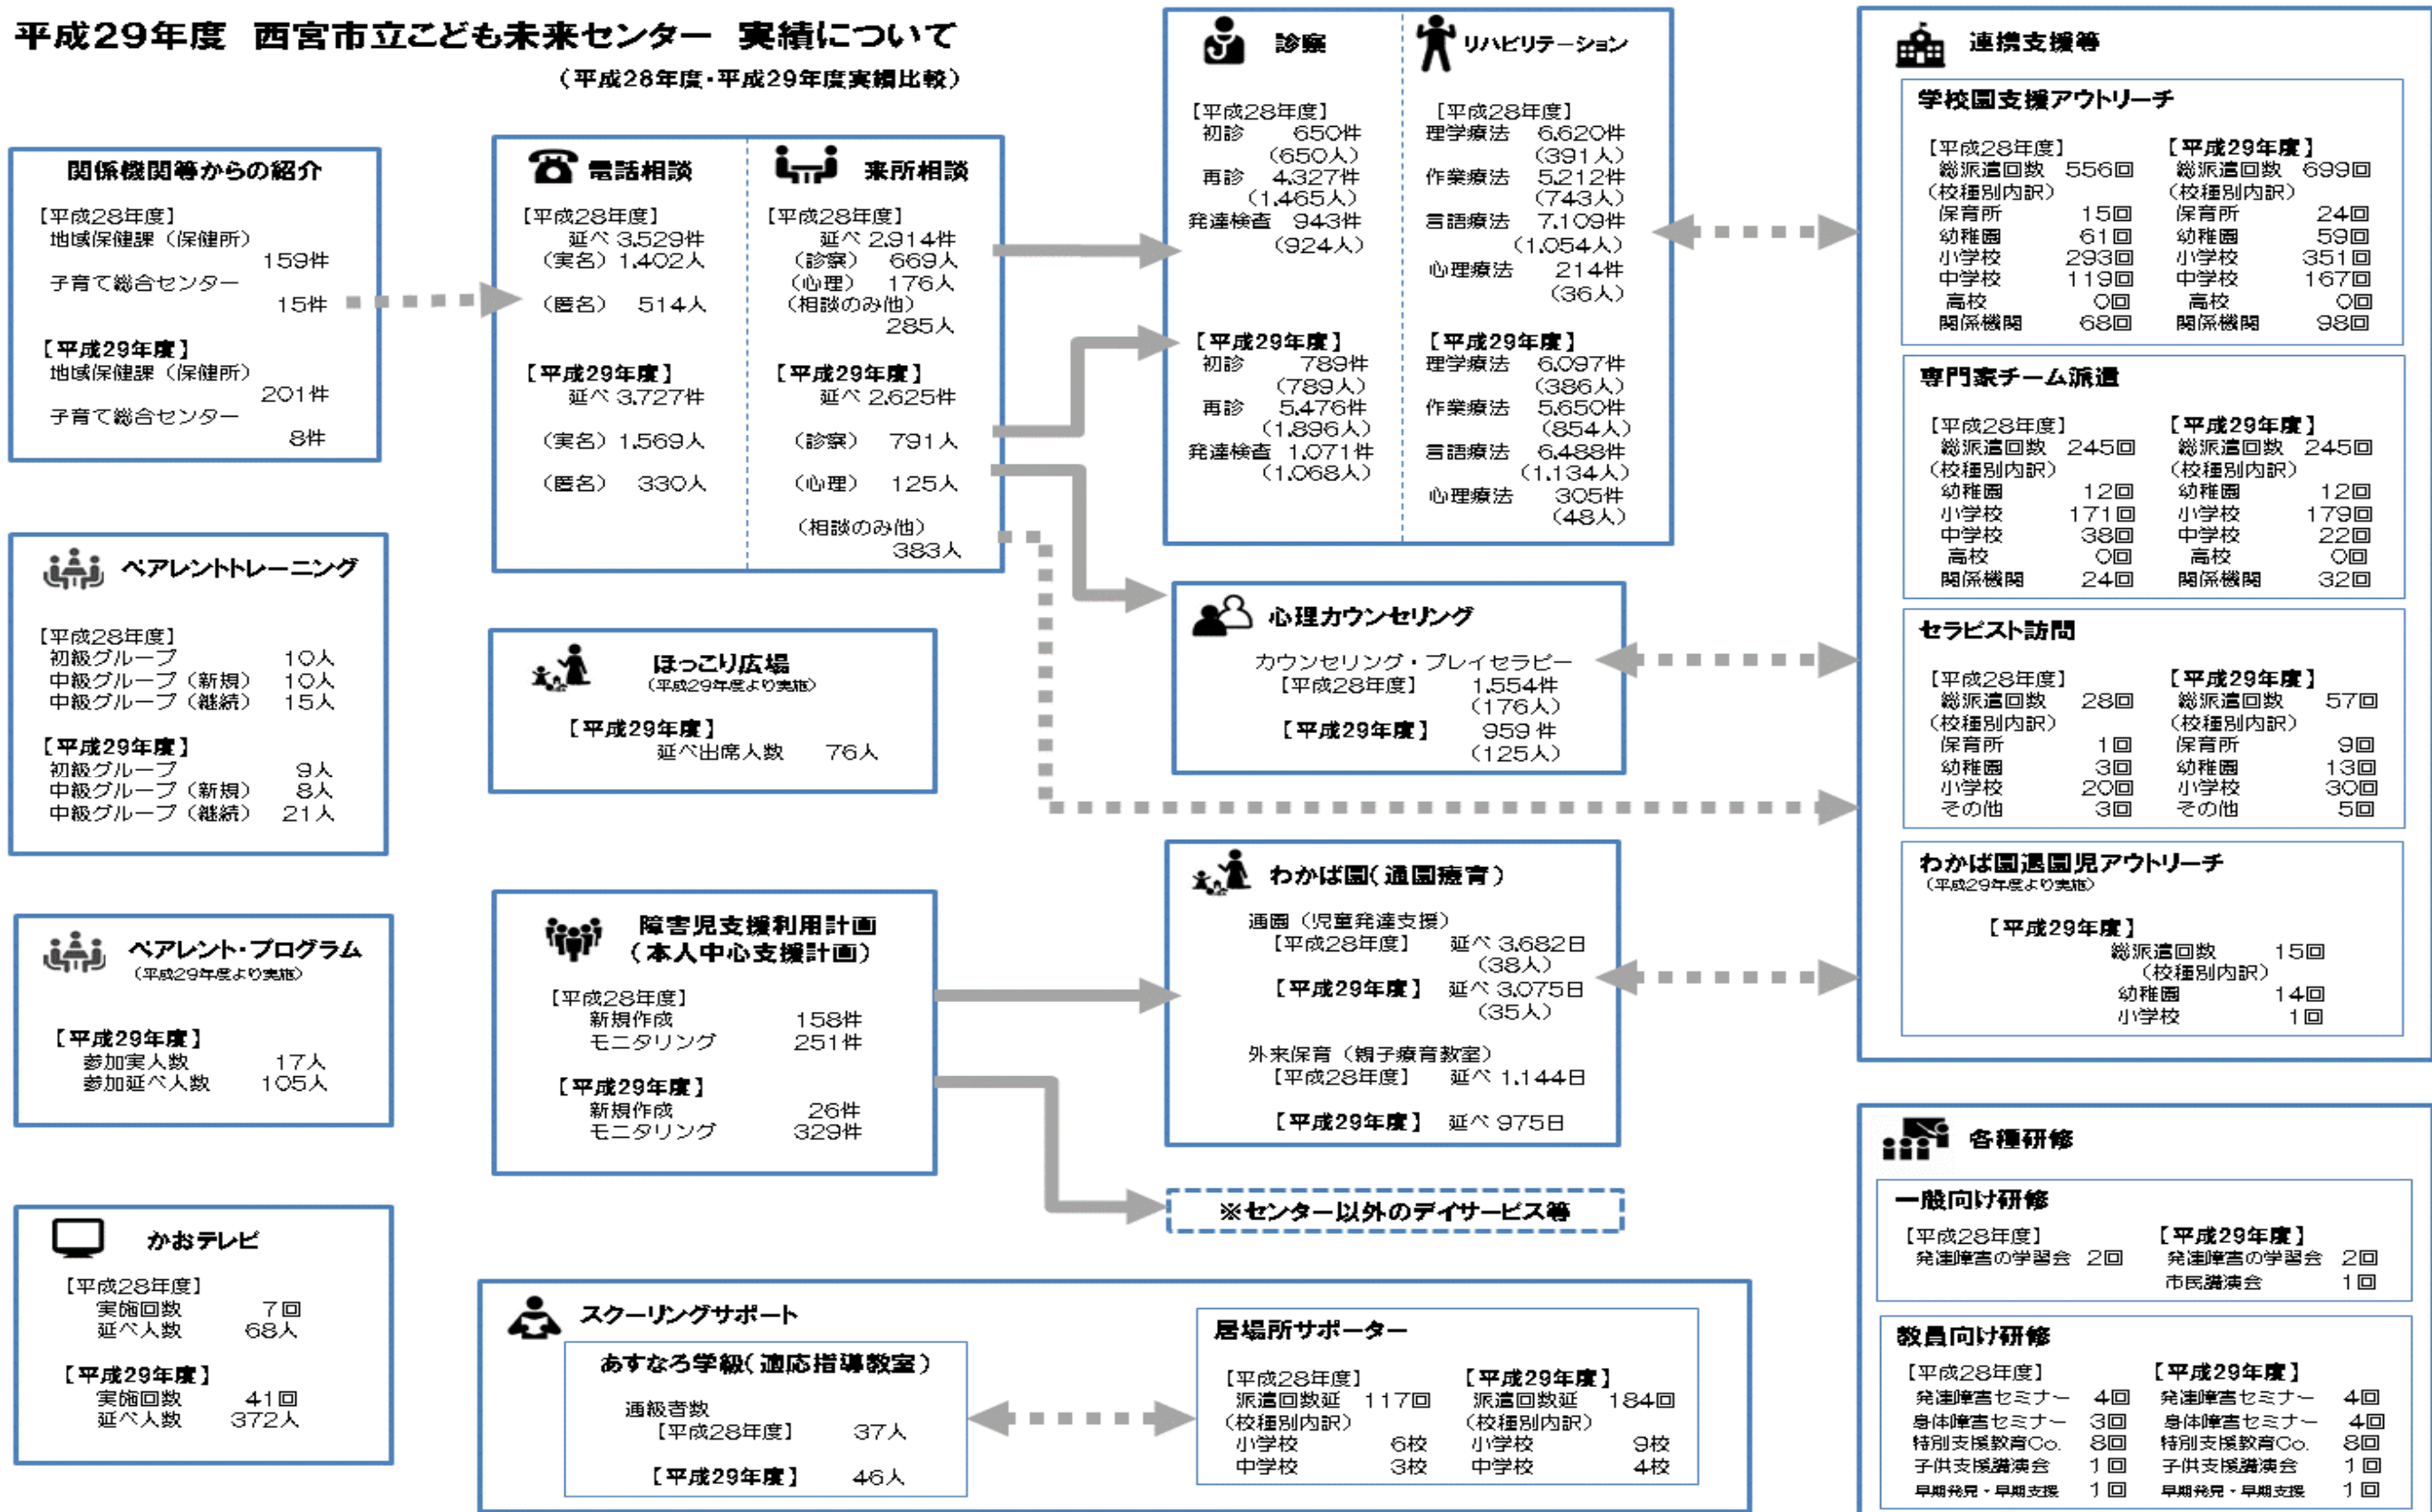 平成29年度 西宮市立こども未来センター 実績について
(平成28年度・平成29年度実績比較)
関係機関等からの紹介
【平成28年度】
地域保健課（保健所）
159件
子育て総合センター
15件
【平成29年度】
地域保健課（保健所）
201件
子育て総合センター
8件
ペアレントトレーニング
【平成28年度】
初級グループ 10人
中級グループ（新規） 10人
中級グループ（継続） 15人
【平成29年度】
初級グループ 9人
中級グループ（新規） 8人
中級グループ（継続） 21人
ペアレント・プログラム
（平成29年度より実施）
【平成29年度】
参加実人数 17人
参加延べ人数 105人
かおテレビ
【平成28年度】
実施回数 7回
延べ人数 68人
【平成29年度】
実施回数 41回
延べ人数 372人
電話相談
【平成28年度】
延べ 3,529件
（実名） 1,402人
（匿名） 514人
【平成29年度】
延べ 3,727件
（実名） 1,569人
（匿名） 330人
来所相談
【平成28年度】
延べ 2,914件
（診察） 669人
（心理） 176人
（相談のみ他）
285人
【平成29年度】
延べ 2,625件
（診察） 791人
（心理） 125人
（相談のみ他）
383人
ほっこり広場
（平成29年度より実施）
【平成29年度】
延べ出席人数 76人
障害児支援利用計画
（本人中心支援計画）
【平成28年度】
新規作成 158件
モニタリング 251件
【平成29年度】
新規作成 26件
モニタリング 329件
診察
【平成28年度】
初診 650件
（650人）
再診 4,327件
（1,465人）
発達検査 943件
（924人）
【平成29年度】
初診 789件
（789人）
再診 5,476件
（1,896人）
発達検査 1,071件
（1,068人）
リハビリテーション
【平成28年度】
理学療法 6,620件
（391人）
作業療法 5,212件
（743人）
言語療法 7,109件
（1,054人）
心理療法 214件
（36人）
【平成29年度】
理学療法 6,097件
（386人）
作業療法 5,650件
（854人）
言語療法 6,488件
（1,134人）
心理療法 305件
（48人）
心理カウンセリング
カウンセリング・プレイセラピー
【平成28年度】 1,554件
（176人）
【平成29年度】 959件
（125人）
わかば園（通園療育）
通園（児童発達支援）
【平成28年度】 延べ 3,682日
（38人）
【平成29年度】 延べ 3,075日
（35人）
外来保育（親子療育教室）
【平成28年度】 延べ 1,144日
【平成29年度】 延べ 975日
※センター以外のデイサービス等
スクーリングサポート
あすなろ学級（適応指導教室）
通級者数
【平成28年度】 37人
【平成29年度】 46人
居場所サポーター
【平成28年度】 【平成29年度】
派遣回数延 117回 派遣回数延 184回
（校種別内訳） （校種別内訳）
小学校 6校 小学校 9校
中学校 3校 中学校 4校
連携支援等
学校園支援アウトリーチ
【平成28年度】 【平成29年度】
総派遣回数 556回 総派遣回数 699回
（校種別内訳） （校種別内訳）
保育所 15回 保育所 24回
幼稚園 61回 幼稚園 59回
小学校 293回 小学校 351回
中学校 119回 中学校 167回
高校 0回 高校 0回
関係機関 68回 関係機関 98回
専門家チーム派遣
【平成28年度】 【平成29年度】
総派遣回数 245回 総派遣回数 245回
（校種別内訳） （校種別内訳）
幼稚園 12回 幼稚園 12回
小学校 171回 小学校 179回
中学校 38回 中学校 22回
高校 0回 高校 0回
関係機関 24回 関係機関 32回
セラピスト訪問
【平成28年度】 【平成29年度】
総派遣回数 28回 総派遣回数 57回
（校種別内訳） （校種別内訳）
保育所 1回 保育所 9回
幼稚園 3回 幼稚園 13回
小学校 20回 小学校 30回
その他 3回 その他 5回
わかば園退園児アウトリーチ
（平成29年度より実施）
【平成29年度】
総派遣回数 15回
（校種別内訳）
幼稚園 14回
小学校 1回
各種研修
一般向け研修
【平成28年度】 【平成29年度】
発達障害の学習会 2回 発達障害の学習会 2回
市民講演会 1回
教員向け研修
【平成28年度】 【平成29年度】
発達障害セミナー 4回 発達障害セミナー 4回
身体障害セミナー 3回 身体障害セミナー 4回
特別支援教育Co. 8回 特別支援教育Co. 8回
子供支援講演会 1回 子供支援講演会 1回
早期発見・早期支援 1回 早期発見・早期支援 1回